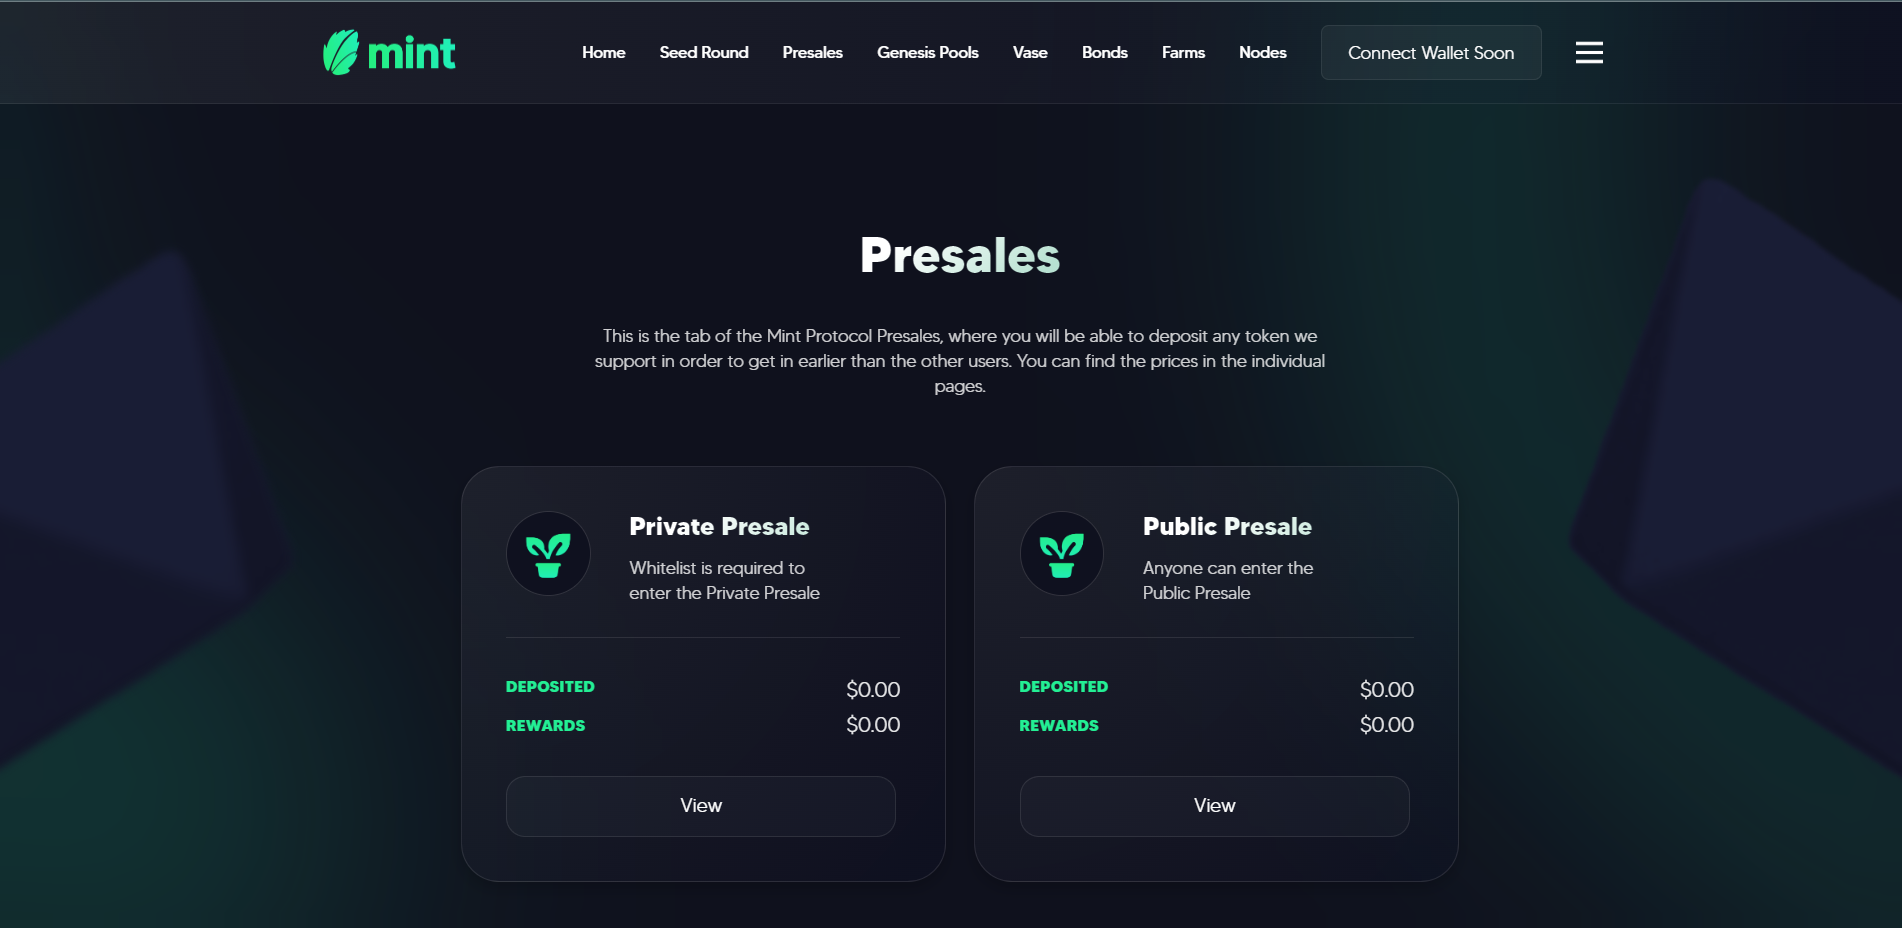 mint
Home
Seed Round
Presales
Genesis Pools
Vase
Bonds
Farms
Nodes
Connect Wallet Soon
Presales
This is the tab of the Mint Protocol Presales, where you will be able to deposit any token we
support in order to get in earlier than the other users. You can find the prices in the individual
pages.
Private Presale
Whitelist is required to
enter the Private Presale
DEPOSITED
$0.00
REWARDS
$0.00
View
Public Presale
Anyone can enter the
Public Presale
DEPOSITED
$0.00
REWARDS
$0.00
View